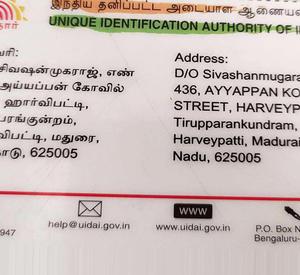 இந்திய தனிப்பட்ட அடையாள ஆணைய
UNIQUE IDENTIFICATION AUTHORITY OF I
தார்
வரி:
சிவஷன்முகராஜ், எண்
அய்யப்பன் கோவில்
ஹார்விபட்டி,
பரங்குன்றம்,
விபட்டி, மதுரை,
நாடு, 625005
Address:
D/O Sivashanmugara
436, AYYAPPAN KO
STREET, HARVEYP
Tirupparankundram,
Harveypatti, Madurai
Nadu, 625005
help@uidai.gov.in
WWW
www.uidai.gov.in
P.O. Box N
Bengaluru-
947